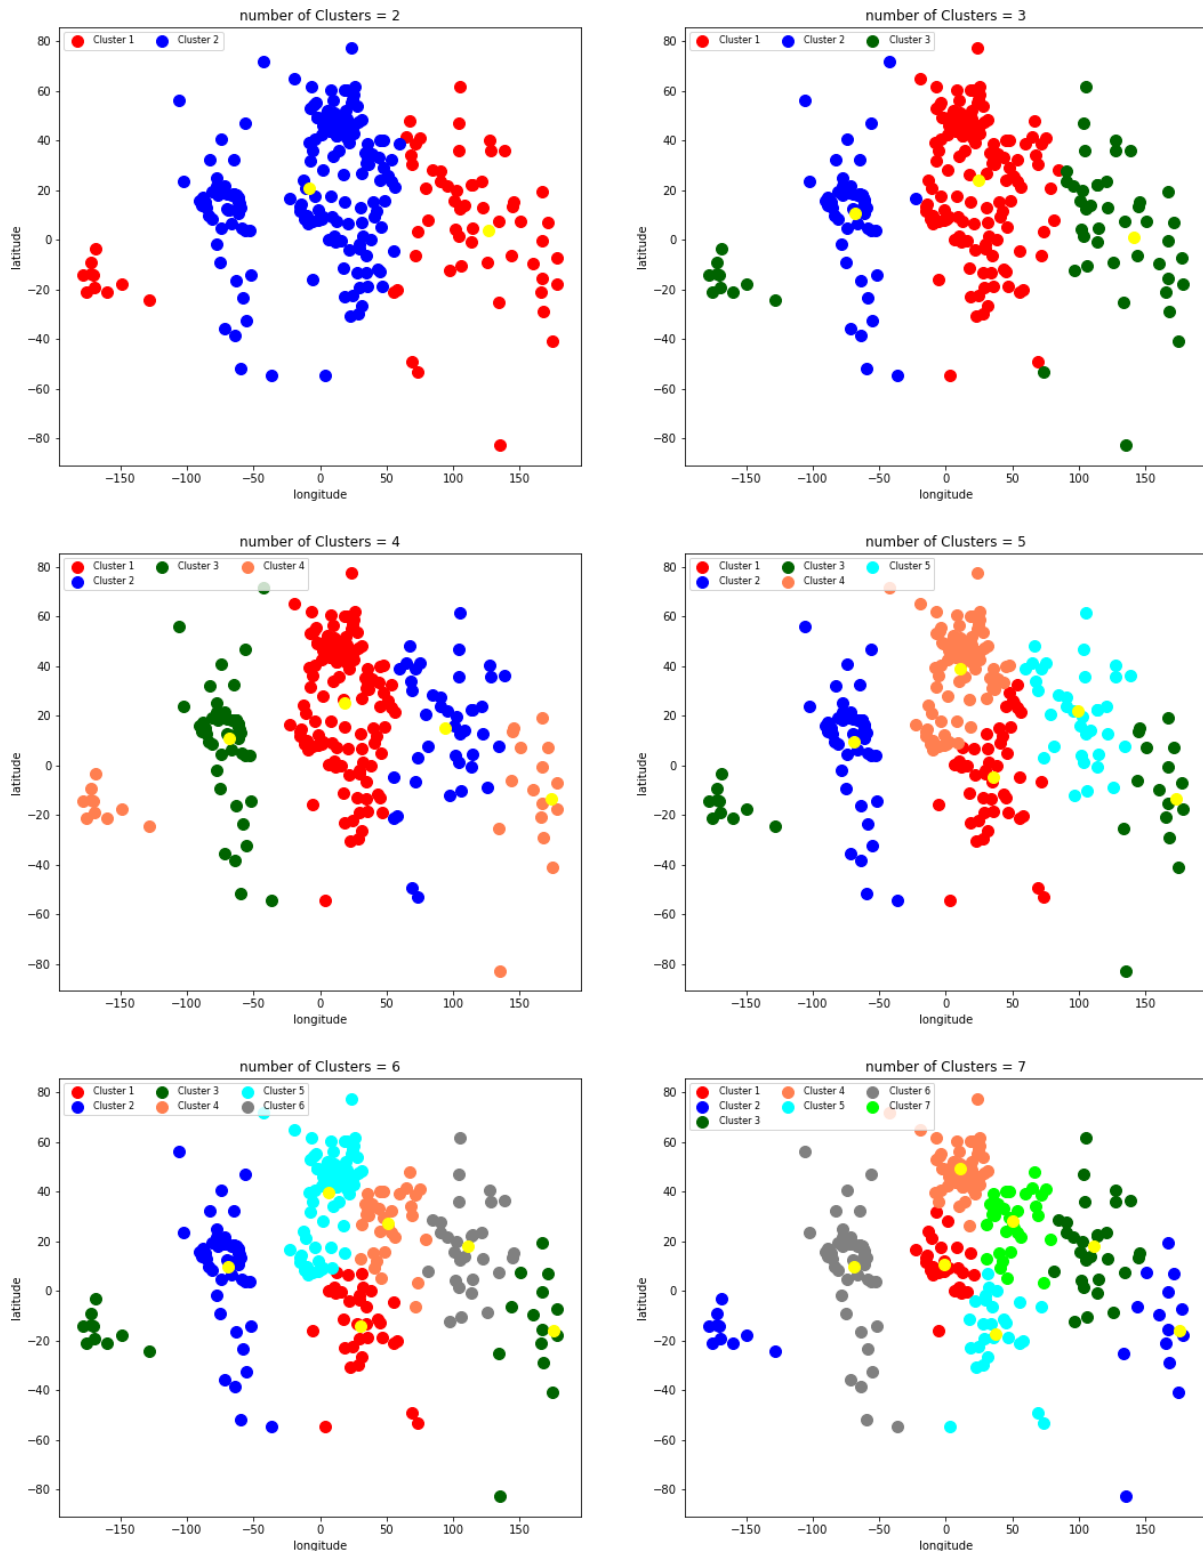 number of Clusters = 2
Cluster 1 Cluster 2
80
60
40
20
0
−20
−40
−60
−80
latitude
−150 −100 −50 0 50 100 150
longitude
number of Clusters = 3
Cluster 1 Cluster 2 Cluster 3
80
60
40
20
0
−20
−40
−60
−80
latitude
−150 −100 −50 0 50 100 150
longitude
number of Clusters = 4
Cluster 1 Cluster 3 Cluster 4
Cluster 2
80
60
40
20
0
−20
−40
−60
−80
latitude
−150 −100 −50 0 50 100 150
longitude
number of Clusters = 5
Cluster 1 Cluster 3 Cluster 5
Cluster 2 Cluster 4
80
60
40
20
0
−20
−40
−60
−80
latitude
−150 −100 −50 0 50 100 150
longitude
number of Clusters = 6
Cluster 1 Cluster 3 Cluster 5
Cluster 2 Cluster 4 Cluster 6
80
60
40
20
0
−20
−40
−60
−80
latitude
−150 −100 −50 0 50 100 150
longitude
number of Clusters = 7
Cluster 1 Cluster 4 Cluster 6
Cluster 2 Cluster 5 Cluster 7
Cluster 3
80
60
40
20
0
−20
−40
−60
−80
latitude
−150 −100 −50 0 50 100 150
longitude